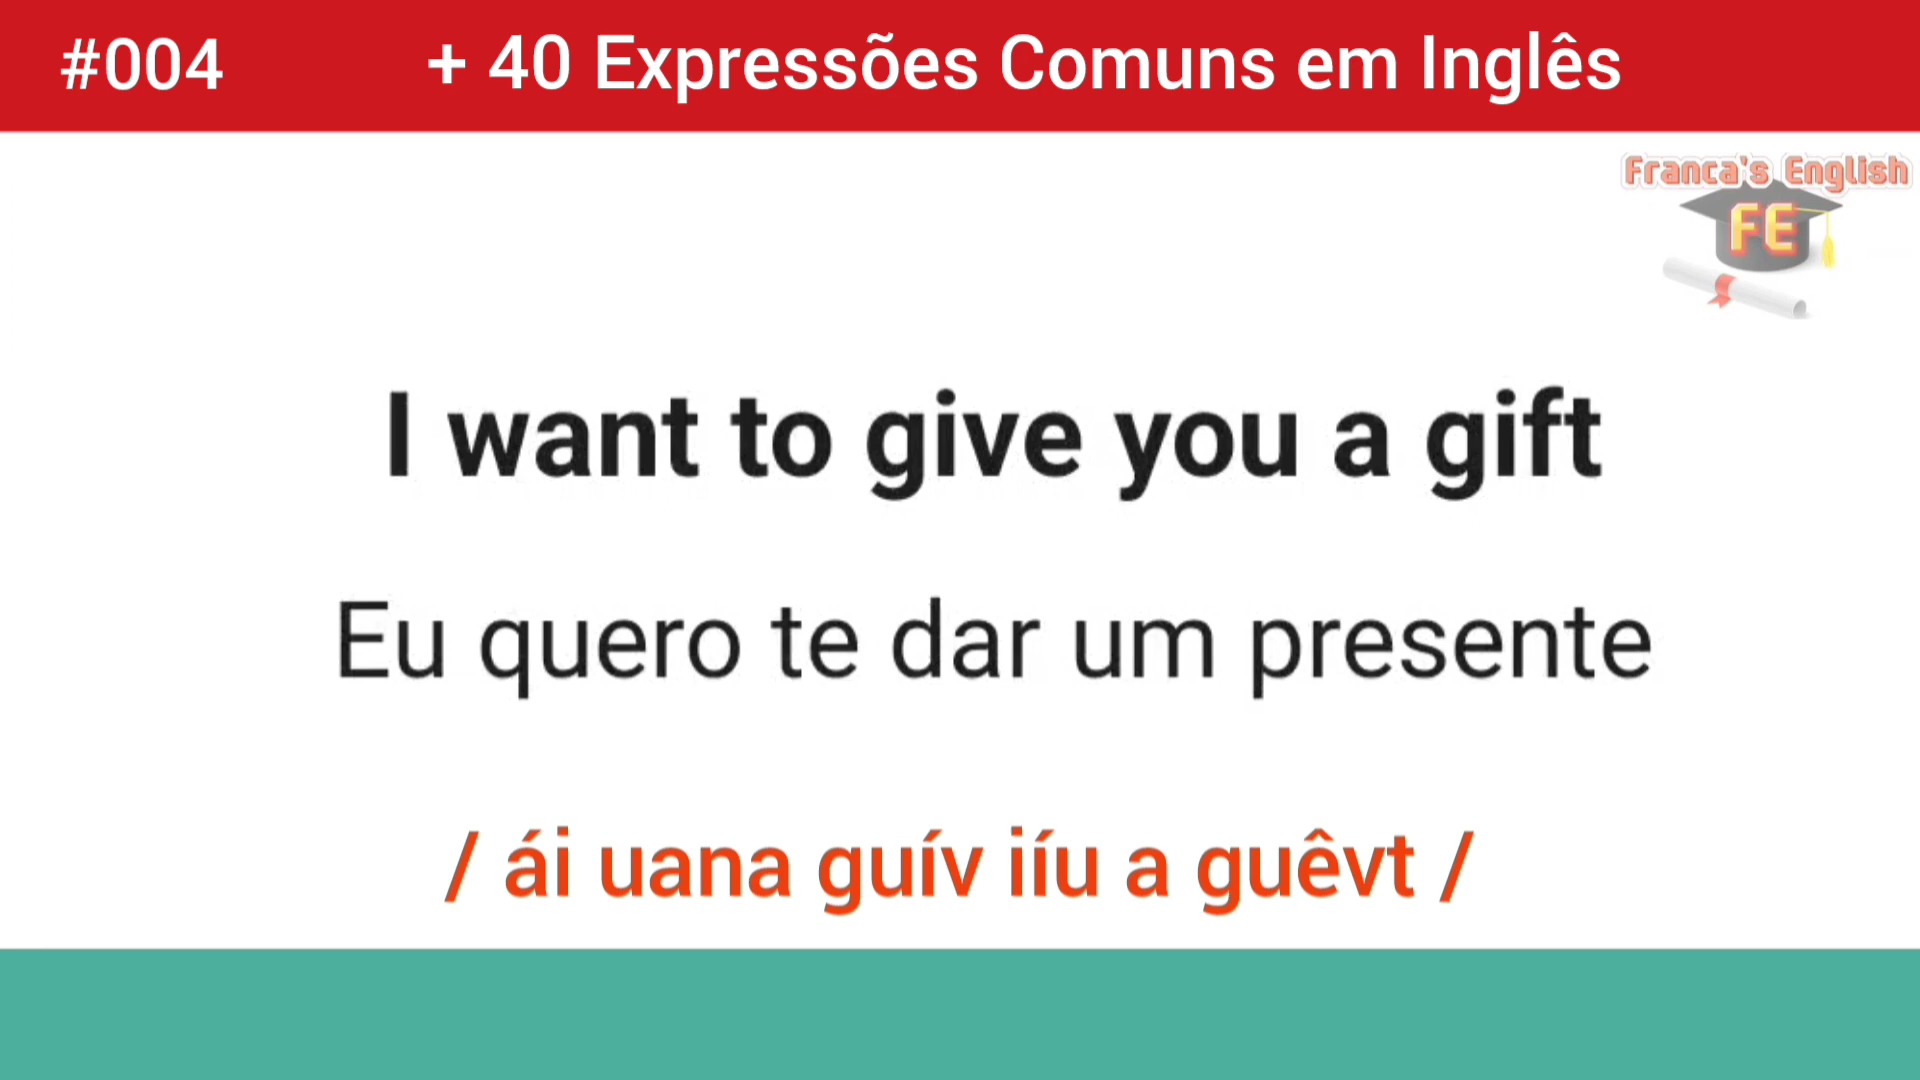 #004 + 40 Expressões Comuns em Inglês
Franca's English
FE
I want to give you a gift
Eu quero te dar um presente
/ ái uana guív iíu a guêvt /